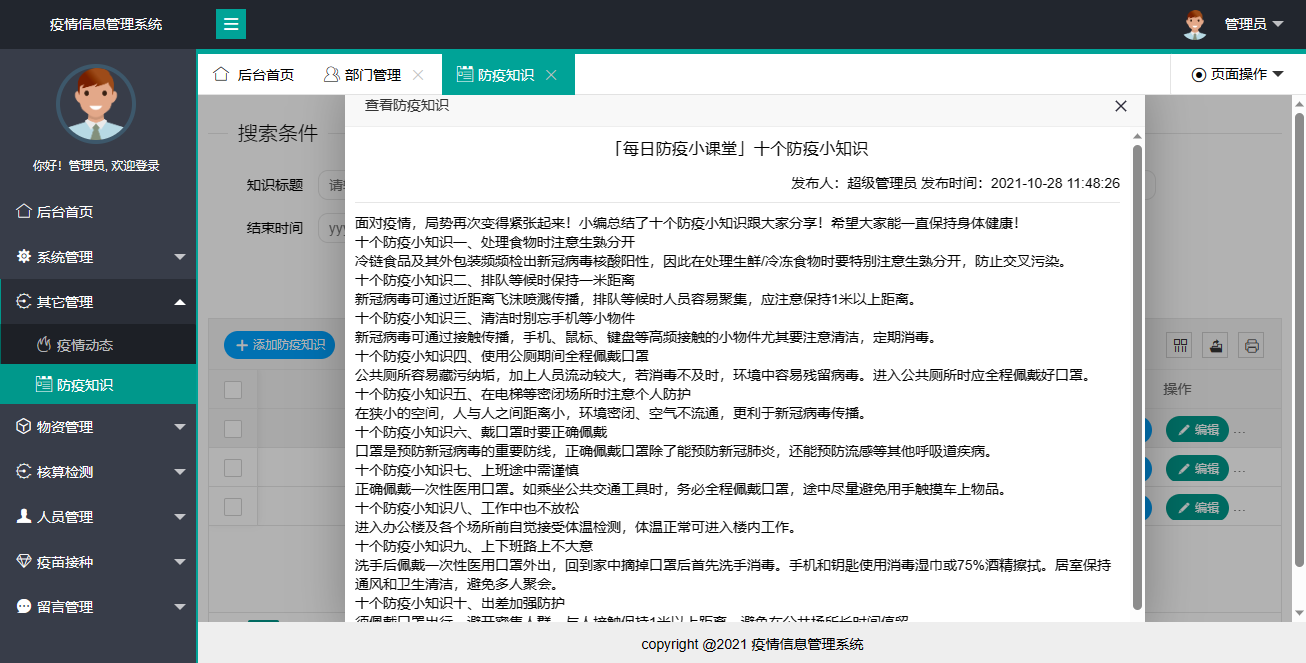 疫情信息管理系统
管理员
你好！管理员, 欢迎登录
后台首页
系统管理
其它管理
疫情动态
防疫知识
物资管理
核算检测
人员管理
疫苗接种
留言管理
后台首页
部门管理
防疫知识
页面操作
搜索条件
知识标题
结束时间
添加防疫知识
操作
编辑
编辑
编辑
查看防疫知识
「每日防疫小课堂」十个防疫小知识
发布人：超级管理员 发布时间：2021-10-28 11:48:26
面对疫情，局势再次变得紧张起来！小编总结了十个防疫小知识跟大家分享！希望大家能一直保持身体健康！
十个防疫小知识一、处理食物时注意生熟分开
冷链食品及其外包装频频检出新冠病毒核酸阳性，因此在处理生鲜/冷冻食物时要特别注意生熟分开，防止交叉污染。
十个防疫小知识二、排队等候时保持一米距离
新冠病毒可通过近距离飞沫喷溅传播，排队等候时人员容易聚集，应注意保持1米以上距离。
十个防疫小知识三、清洁时别忘手机等小物件
新冠病毒可通过接触传播，手机、鼠标、键盘等高频接触的小物件尤其要注意清洁，定期消毒。
十个防疫小知识四、使用公厕期间全程佩戴口罩
公共厕所容易藏污纳垢，加上人员流动较大，若消毒不及时，环境中容易残留病毒。进入公共厕所时应全程佩戴好口罩。
十个防疫小知识五、在电梯等密闭场所时注意个人防护
在狭小的空间，人与人之间距离小，环境密闭、空气不流通，更利于新冠病毒传播。
十个防疫小知识六、戴口罩时要正确佩戴
口罩是预防新冠病毒的重要防线，正确佩戴口罩除了能预防新冠肺炎，还能预防流感等其他呼吸道疾病。
十个防疫小知识七、上班途中需谨慎
正确佩戴一次性医用口罩。如乘坐公共交通工具时，务必全程佩戴口罩，途中尽量避免用手触摸车上物品。
十个防疫小知识八、工作中也不放松
进入办公楼及各个场所前自觉接受体温检测，体温正常可进入楼内工作。
十个防疫小知识九、上下班路上不大意
洗手后佩戴一次性医用口罩外出，回到家中摘掉口罩后首先洗手消毒。手机和钥匙使用消毒湿巾或75%酒精擦拭。居室保持
通风和卫生清洁，避免多人聚会。
十个防疫小知识十、出差加强防护
须佩戴口罩出行，避开密集人群，与人接触保持1米以上距离，避免在公共场所长时间停留
copyright @2021 疫情信息管理系统